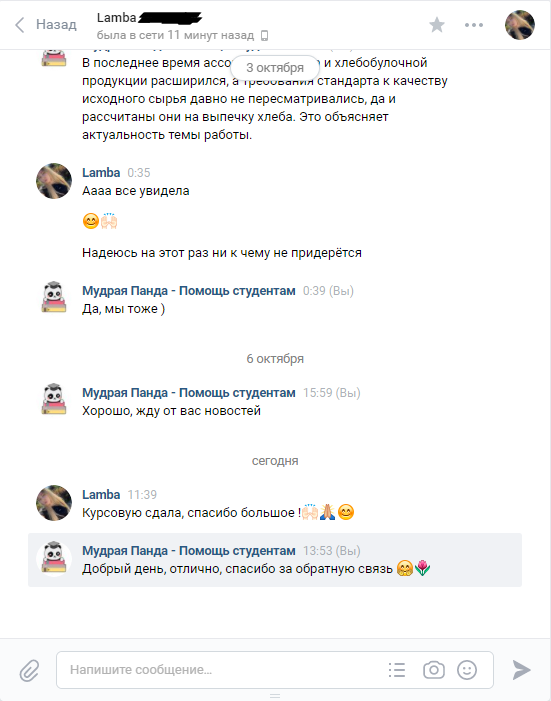 Назад
Lamba
была в сети 11 минут назад
Мудрая Панда - Помощь студентам
3 октября
В последнее время и хлебобулочной
продукции расширился, а требования стандарта к качеству
исходного сырья давно не пересматривались, да и
рассчитаны они на выпечку хлеба. Это объясняет
актуальность темы работы.
Lamba 0:35
Аааа все увидела
😊🙌🏻
Надеюсь на этот раз ни к чему не придерётся
Мудрая Панда - Помощь студентам 0:39 (Вы)
Да, мы тоже )
6 октября
Мудрая Панда - Помощь студентам 15:59 (Вы)
Хорошо, жду от вас новостей
сегодня
Lamba 11:39
Курсовую сдала, спасибо большое !🙌🏻🙏🏽😊
Мудрая Панда - Помощь студентам 13:53 (Вы)
Добрый день, отлично, спасибо за обратную связь 🤗🌷
Напишите сообщение...